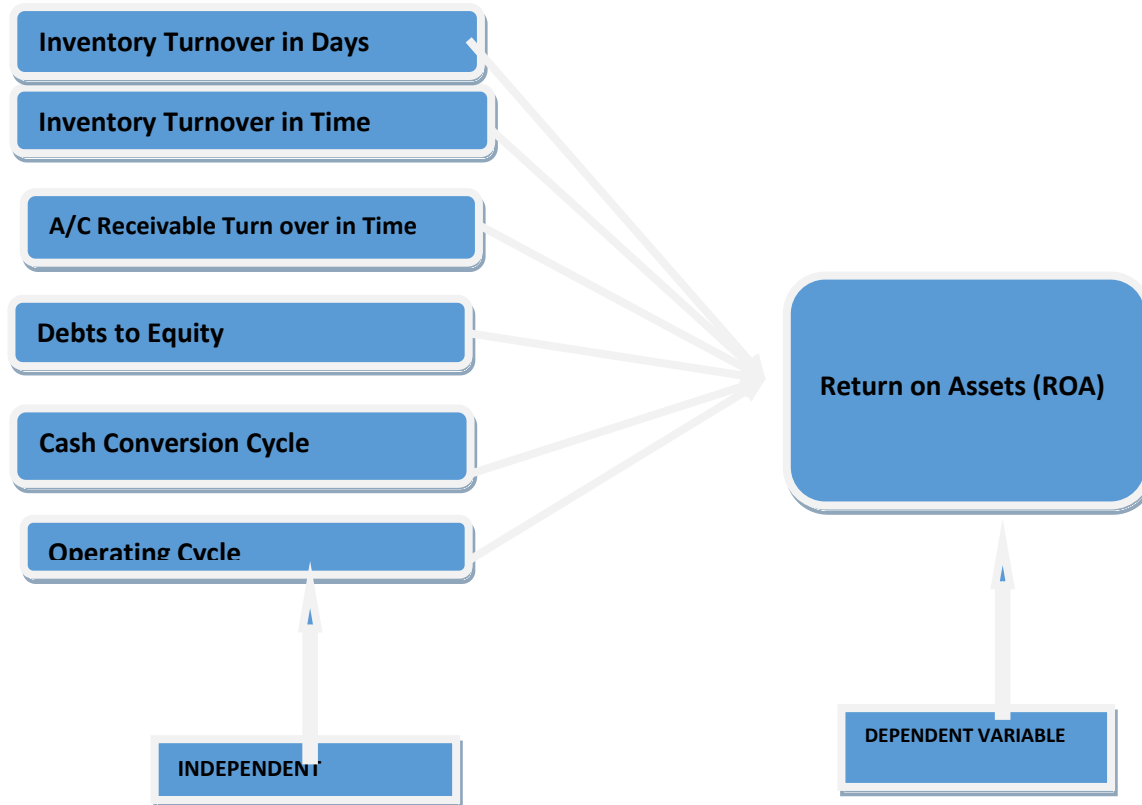 Inventory Turnover in Days
Inventory Turnover in Time
A/C Receivable Turn over in Time
Debts to Equity
Cash Conversion Cycle
Operating Cycle
Return on Assets (ROA)
INDEPENDENT
DEPENDENT VARIABLE